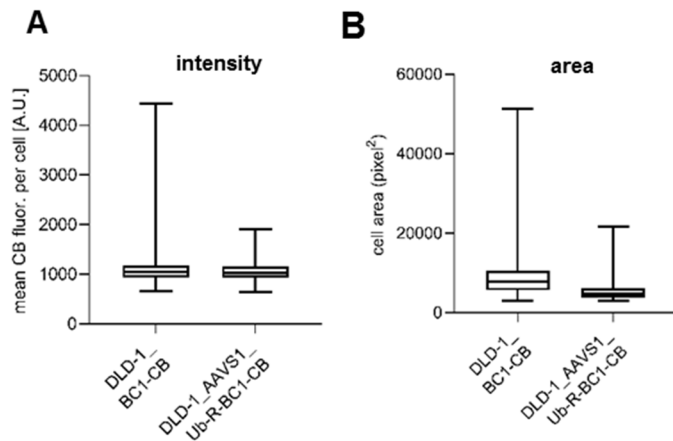 A
intensity
mean CB fluor. per cell [A.U.]
5000
4000
3000
2000
1000
0
DLD-1_
BC1-CB
DLD-1_AAVS1_
Ub-R-BC1-CB
B
area
cell area (pixel²)
60000
40000
20000
0
DLD-1_
BC1-CB
DLD-1_AAVS1_
Ub-R-BC1-CB